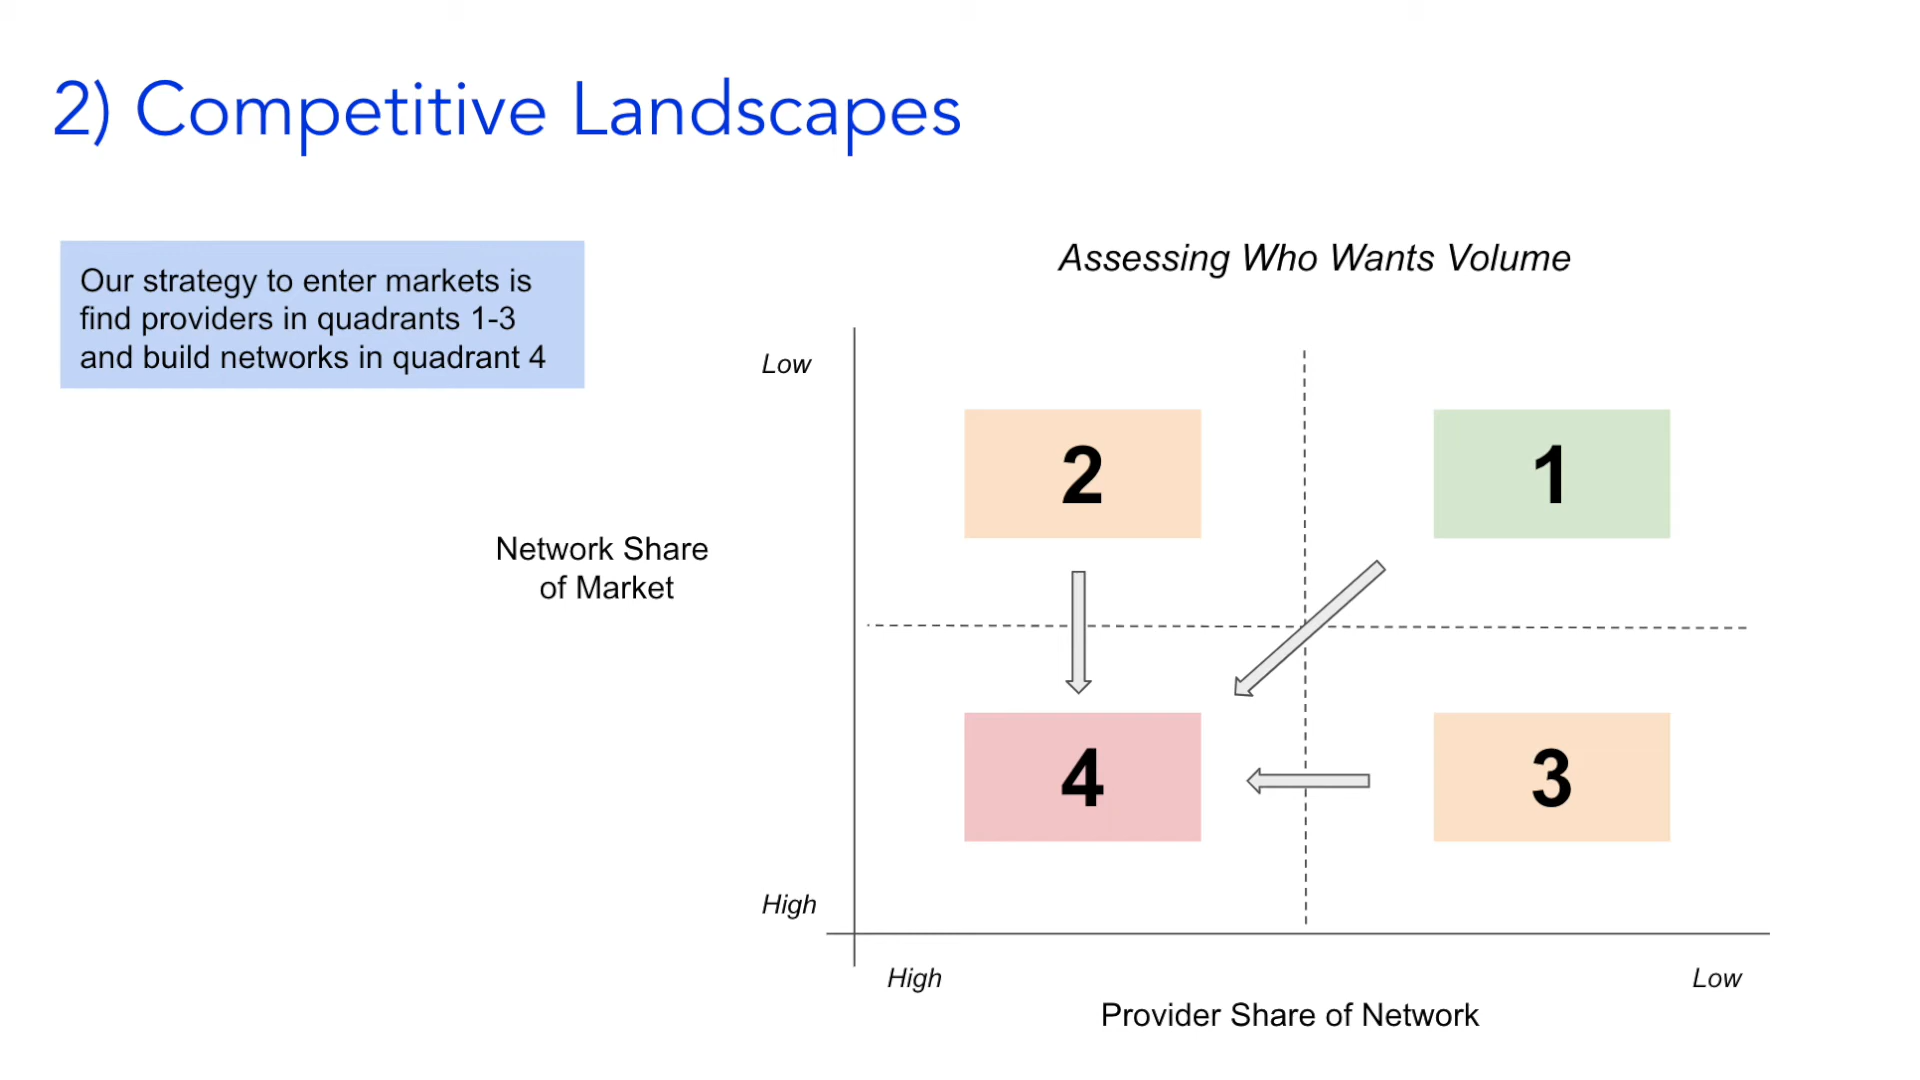 2) Competitive Landscapes
Our strategy to enter markets is
find providers in quadrants 1-3
and build networks in quadrant 4
Assessing Who Wants Volume
Low
2
1
Network Share
of Market
4
3
High
High
Low
Provider Share of Network